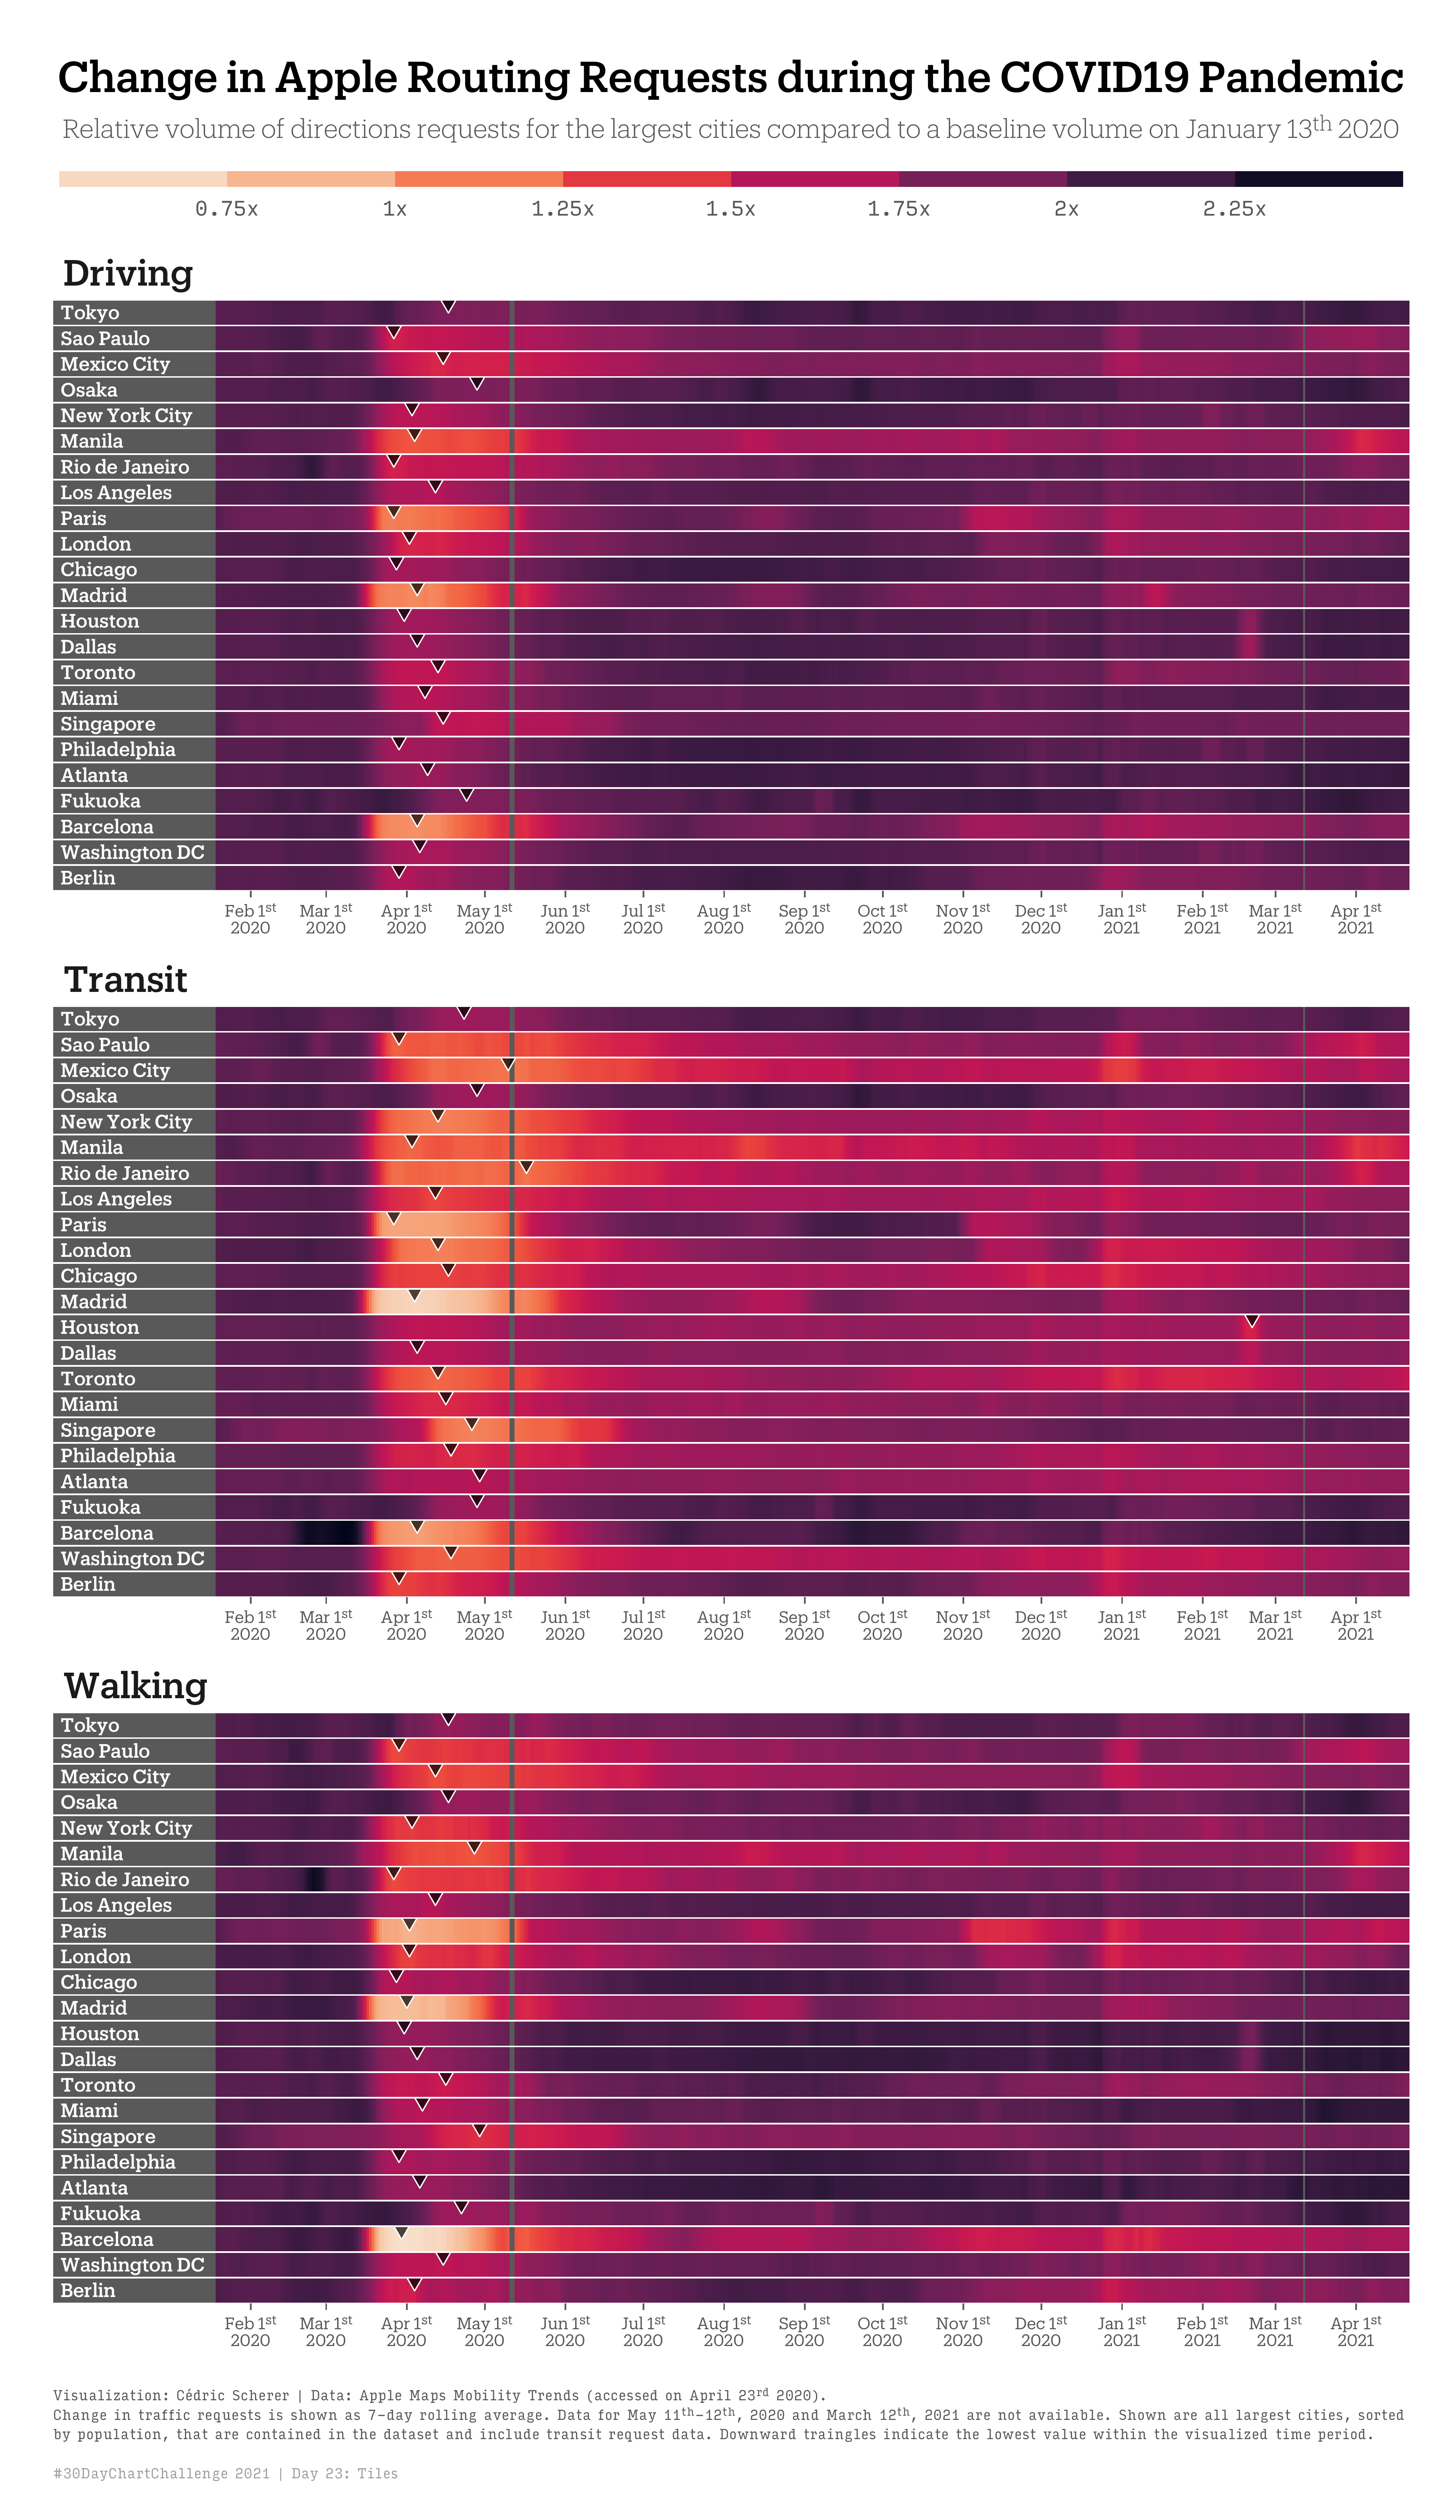 Change in Apple Routing Requests during the COVID19 Pandemic
Relative volume of directions requests for the largest cities compared to a baseline volume on January 13th 2020
0.75x 1x 1.25x 1.5x 1.75x 2x 2.25x
Driving
Tokyo
Sao Paulo
Mexico City
Osaka
New York City
Manila
Rio de Janeiro
Los Angeles
Paris
London
Chicago
Madrid
Houston
Dallas
Toronto
Miami
Singapore
Philadelphia
Atlanta
Fukuoka
Barcelona
Washington DC
Berlin
Feb 1st Mar 1st Apr 1st May 1st Jun 1st Jul 1st Aug 1st Sep 1st Oct 1st Nov 1st Dec 1st Jan 1st Feb 1st Mar 1st Apr 1st
2020 2020 2020 2020 2020 2020 2020 2020 2020 2020 2020 2021 2021 2021 2021
Transit
Tokyo
Sao Paulo
Mexico City
Osaka
New York City
Manila
Rio de Janeiro
Los Angeles
Paris
London
Chicago
Madrid
Houston
Dallas
Toronto
Miami
Singapore
Philadelphia
Atlanta
Fukuoka
Barcelona
Washington DC
Berlin
Feb 1st Mar 1st Apr 1st May 1st Jun 1st Jul 1st Aug 1st Sep 1st Oct 1st Nov 1st Dec 1st Jan 1st Feb 1st Mar 1st Apr 1st
2020 2020 2020 2020 2020 2020 2020 2020 2020 2020 2020 2021 2021 2021 2021
Walking
Tokyo
Sao Paulo
Mexico City
Osaka
New York City
Manila
Rio de Janeiro
Los Angeles
Paris
London
Chicago
Madrid
Houston
Dallas
Toronto
Miami
Singapore
Philadelphia
Atlanta
Fukuoka
Barcelona
Washington DC
Berlin
Feb 1st Mar 1st Apr 1st May 1st Jun 1st Jul 1st Aug 1st Sep 1st Oct 1st Nov 1st Dec 1st Jan 1st Feb 1st Mar 1st Apr 1st
2020 2020 2020 2020 2020 2020 2020 2020 2020 2020 2020 2021 2021 2021 2021
Visualization: Cédric Scherer | Data: Apple Maps Mobility Trends (accessed on April 23rd 2020).
Change in traffic requests is shown as 7-day rolling average. Data for May 11th-12th, 2020 and March 12th, 2021 are not available. Shown are all largest cities, sorted
by population, that are contained in the dataset and include transit request data. Downward traingles indicate the lowest value within the visualized time period.
#30DayChartChallenge 2021 | Day 23: Tiles